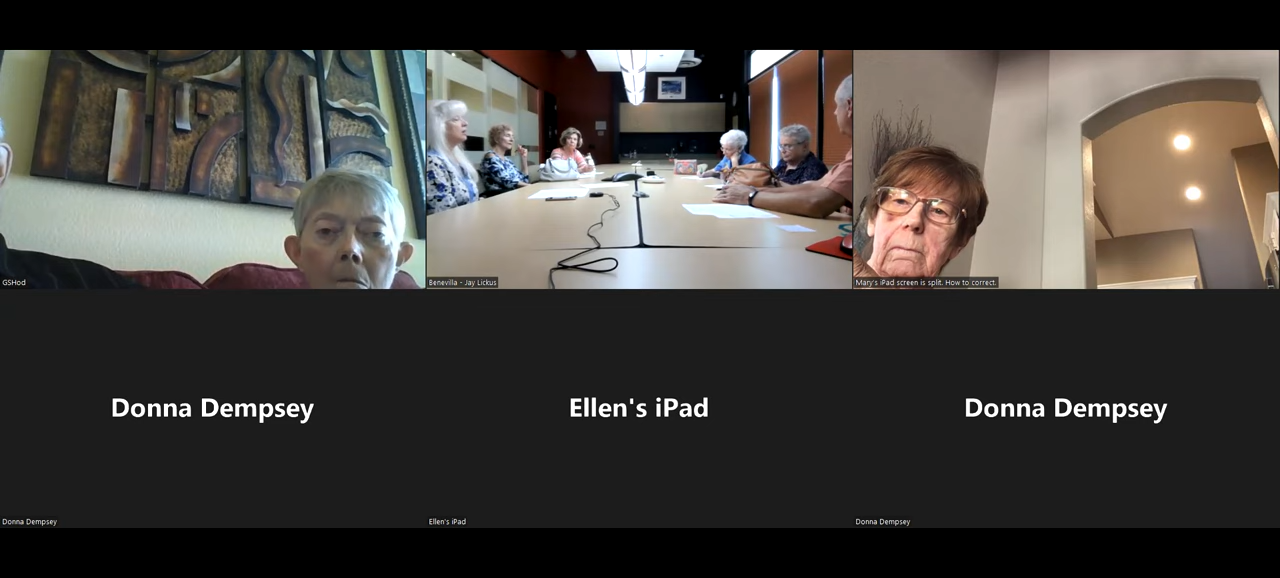 GSHod
Benevilla - Jay Lickus
Mary's iPad screen is split. How to correct.
Donna Dempsey
Ellen's iPad
Donna Dempsey
Donna Dempsey
Ellen's iPad
Donna Dempsey